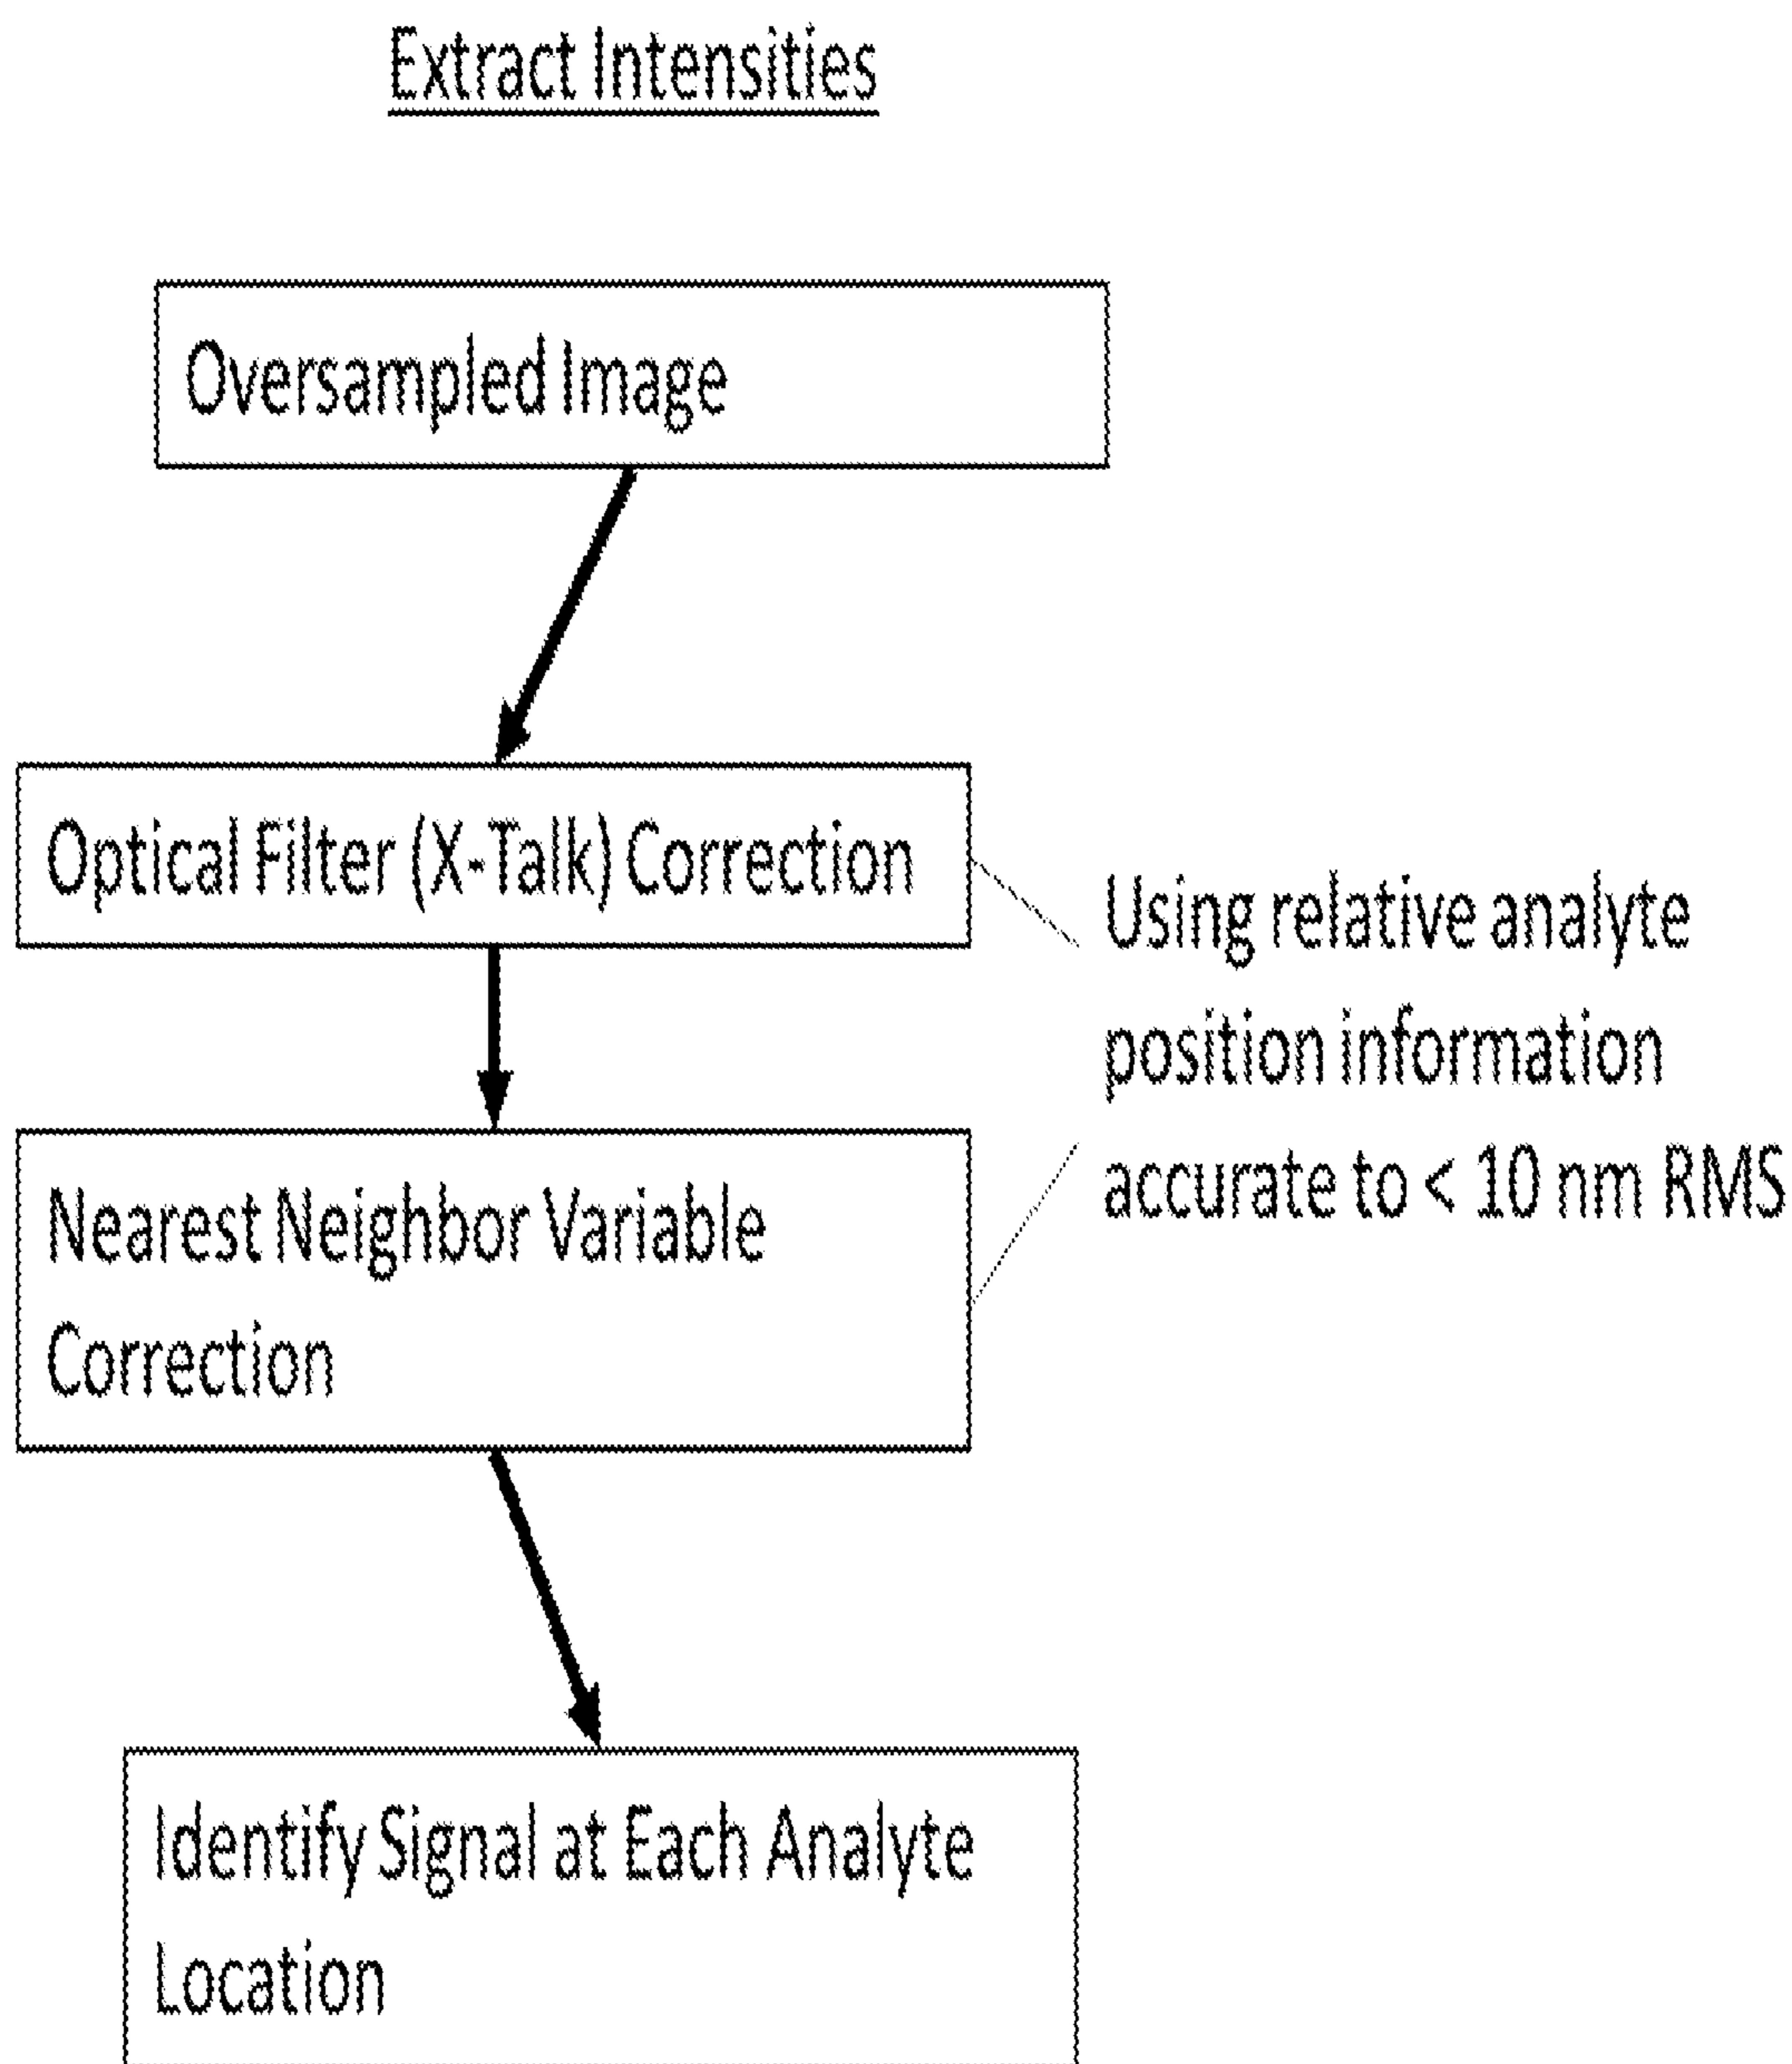 Extract Intensities
Oversampled Image
Optical Filter (X-Talk) Correction
Using relative analyte
position information
accurate to < 10 nm RMS
Nearest Neighbor Variable
Correction
Identify Signal at Each Analyte
Location